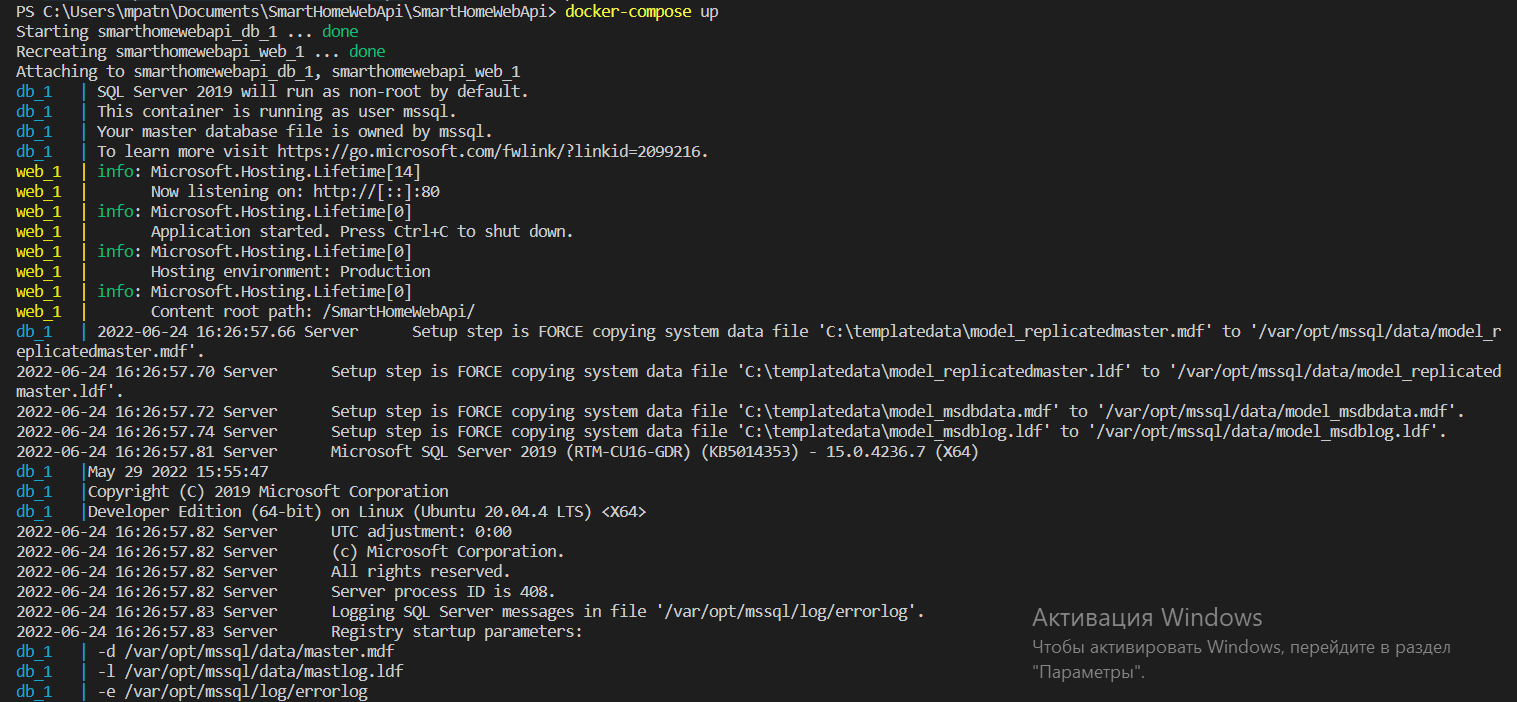 PS C:\Users\mpatn\Documents\SmartHomeWebApi\SmartHomeWebApi> docker-compose up
Starting smarthomewebapi_db_1 ... done
Recreating smarthomewebapi_web_1 ... done
Attaching to smarthomewebapi_db_1, smarthomewebapi_web_1
db_1   | SQL Server 2019 will run as non-root by default.
db_1   | This container is running as user mssql.
db_1   | Your master database file is owned by mssql.
db_1   | To learn more visit https://go.microsoft.com/fwlink/?linkid=2099216.
web_1  | info: Microsoft.Hosting.Lifetime[14]
web_1  |       Now listening on: http://[::]:80
web_1  | info: Microsoft.Hosting.Lifetime[0]
web_1  |       Application started. Press Ctrl+C to shut down.
web_1  | info: Microsoft.Hosting.Lifetime[0]
web_1  |       Hosting environment: Production
web_1  | info: Microsoft.Hosting.Lifetime[0]
web_1  |       Content root path: /SmartHomeWebApi/
db_1   | 2022-06-24 16:26:57.66 Server      Setup step is FORCE copying system data file 'C:\templatedata\model_replicatedmaster.mdf' to '/var/opt/mssql/data/model_r
eplicatedmaster.mdf'.
2022-06-24 16:26:57.70 Server      Setup step is FORCE copying system data file 'C:\templatedata\model_replicatedmaster.ldf' to '/var/opt/mssql/data/model_replicated
master.ldf'.
2022-06-24 16:26:57.72 Server      Setup step is FORCE copying system data file 'C:\templatedata\model_msdbdata.mdf' to '/var/opt/mssql/data/model_msdbdata.mdf'.
2022-06-24 16:26:57.74 Server      Setup step is FORCE copying system data file 'C:\templatedata\model_msdblog.ldf' to '/var/opt/mssql/data/model_msdblog.ldf'.
2022-06-24 16:26:57.81 Server      Microsoft SQL Server 2019 (RTM-CU16-GDR) (KB5014353) - 15.0.4236.7 (X64)
db_1   |May 29 2022 15:55:47
db_1   |Copyright (C) 2019 Microsoft Corporation
db_1   |Developer Edition (64-bit) on Linux (Ubuntu 20.04.4 LTS) <X64>
2022-06-24 16:26:57.82 Server      UTC adjustment: 0:00
2022-06-24 16:26:57.82 Server      (c) Microsoft Corporation.
2022-06-24 16:26:57.82 Server      All rights reserved.
2022-06-24 16:26:57.82 Server      Server process ID is 408.
2022-06-24 16:26:57.83 Server      Logging SQL Server messages in file '/var/opt/mssql/log/errorlog'.
2022-06-24 16:26:57.83 Server      Registry startup parameters:
db_1   | -d /var/opt/mssql/data/master.mdf
db_1   | -l /var/opt/mssql/data/mastlog.ldf
db_1   | -e /var/opt/mssql/log/errorlog
Активация Windows
Чтобы активировать Windows, перейдите в раздел
"Параметры".